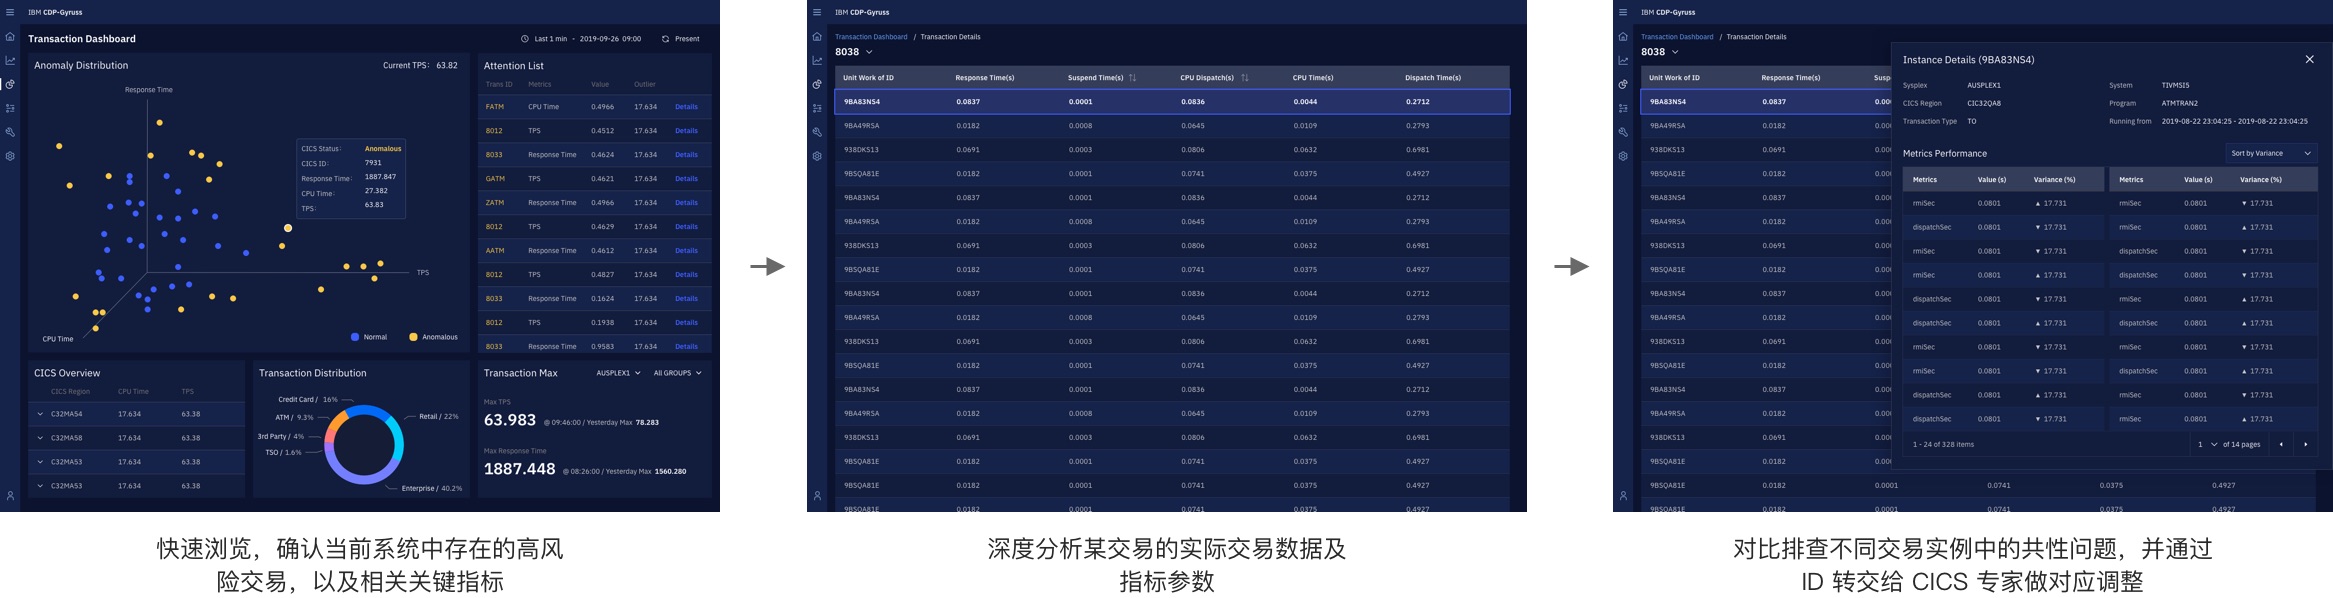 IBM CDP-Gyruss
Transaction Dashboard
Last 1 min - 2019-09-26 09:00 Present
Anomaly Distribution
Current TPS: 63.82
Response Time
CICS Status: Anomalous
CICS ID: 7931
Response Time: 1887.847
CPU Time: 27.382
TPS: 63.83
TPS
CPU Time
Normal Anomalous
Attention List
Trans ID Metrics Value Outlier
FATM CPU Time 0.4966 17.634 Details
8012 TPS 0.4512 17.634 Details
8033 Response Time 0.4624 17.634 Details
GATM TPS 0.4621 17.634 Details
ZATM Response Time 0.4966 17.634 Details
8012 TPS 0.4629 17.634 Details
AATM Response Time 0.4612 17.634 Details
8012 TPS 0.4827 17.634 Details
8033 Response Time 0.1624 17.634 Details
8012 TPS 0.1938 17.634 Details
8033 Response Time 0.9583 17.634 Details
CICS Overview
CICS Region CPU Time TPS
C32MAS4 17.634 63.38
C32MAS8 17.634 63.38
C32MAS3 17.634 63.38
C32MAS3 17.634 63.38
Transaction Distribution
Credit Card / 16%
ATM / 9.3%
3rd Party / 4%
TSO / 1.6%
Retail / 22%
Enterprise / 40.2%
Transaction Max
AUSPLEX1 All GROUPS
Max TPS
63.983 @ 09:46:00 / Yesterday Max 78.283
Max Response Time
1887.448 @ 08:26:00 / Yesterday Max 1560.280
快速浏览，确认当前系统中存在的高风
险交易，以及相关关键指标
IBM CDP-Gyruss
Transaction Dashboard / Transaction Details
8038
Unit Work of ID Response Time(s) Suspend Time(s) CPU Dispatch(s) CPU Time(s) Dispatch Time(s)
9BA83NS4 0.0837 0.0001 0.0836 0.0044 0.2712
9BA49RSA 0.0182 0.0008 0.0645 0.0109 0.2793
938DKS13 0.0691 0.0003 0.0806 0.0632 0.6981
9BSQA81E 0.0182 0.0001 0.0741 0.0375 0.4927
9BA83NS4 0.0837 0.0001 0.0836 0.0044 0.2712
9BA49RSA 0.0182 0.0008 0.0645 0.0109 0.2793
938DKS13 0.0691 0.0003 0.0806 0.0632 0.6981
9BSQA81E 0.0182 0.0001 0.0741 0.0375 0.4927
9BA83NS4 0.0837 0.0001 0.0836 0.0044 0.2712
9BA49RSA 0.0182 0.0008 0.0645 0.0109 0.2793
938DKS13 0.0691 0.0003 0.0806 0.0632 0.6981
9BSQA81E 0.0182 0.0001 0.0741 0.0375 0.4927
9BA83NS4 0.0837 0.0001 0.0836 0.0044 0.2712
9BA49RSA 0.0182 0.0008 0.0645 0.0109 0.2793
938DKS13 0.0691 0.0003 0.0806 0.0632 0.6981
9BSQA81E 0.0182 0.0001 0.0741 0.0375 0.4927
9BSQA81E 0.0182 0.0001 0.0741 0.0375 0.4927
9BSQA81E 0.0182 0.0001 0.0741 0.0375 0.4927
深度分析某交易的实际交易数据及
指标参数
IBM CDP-Gyruss
Transaction Dashboard / Transaction Details
8038
Unit Work of ID Response Time(s) Susp
9BA83NS4 0.0837 0.00
9BA49RSA 0.0182 0.00
938DKS13 0.0691 0.00
9BSQA81E 0.0182 0.00
9BA83NS4 0.0837 0.00
9BA49RSA 0.0182 0.00
938DKS13 0.0691 0.00
9BSQA81E 0.0182 0.00
9BA83NS4 0.0837 0.00
9BA49RSA 0.0182 0.00
938DKS13 0.0691 0.00
9BSQA81E 0.0182 0.00
9BA83NS4 0.0837 0.00
9BA49RSA 0.0182 0.00
938DKS13 0.0691 0.00
9BSQA81E 0.0182 0.00
9BSQA81E 0.0182 0.0001 0.0741 0.0375 0.4927
9BSQA81E 0.0182 0.0001 0.0741 0.0375 0.4927
Instance Details (9BA83NS4)
Sysplex AUSPLEX1 System TIVMSI5
CICS Region CIC32QA8 Program ATMTRAN2
Transaction Type TO Running from 2019-08-22 23:04:25 - 2019-08-22 23:04:25
Metrics Performance
Sort by Variance
Metrics Value (s) Variance (%) Metrics Value (s) Variance (%)
rmiSec 0.0801 ▲ 17.731 rmiSec 0.0801 ▼ 17.731
dispatchSec 0.0801 ▼ 17.731 rmiSec 0.0801 ▲ 17.731
rmiSec 0.0801 ▼ 17.731 dispatchSec 0.0801 ▼ 17.731
rmiSec 0.0801 ▲ 17.731 dispatchSec 0.0801 ▼ 17.731
dispatchSec 0.0801 ▼ 17.731 rmiSec 0.0801 ▲ 17.731
dispatchSec 0.0801 ▲ 17.731 dispatchSec 0.0801 ▼ 17.731
rmiSec 0.0801 ▼ 17.731 rmiSec 0.0801 ▼ 17.731
rmiSec 0.0801 ▼ 17.731 dispatchSec 0.0801 ▲ 17.731
dispatchSec 0.0801 ▲ 17.731 rmiSec 0.0801 ▼ 17.731
dispatchSec 0.0801 ▼ 17.731 rmiSec 0.0801 ▲ 17.731
1 - 24 of 328 items 1 of 14 pages
对比排查不同交易实例中的共性问题，并通过
ID 转交给 CICS 专家做对应调整